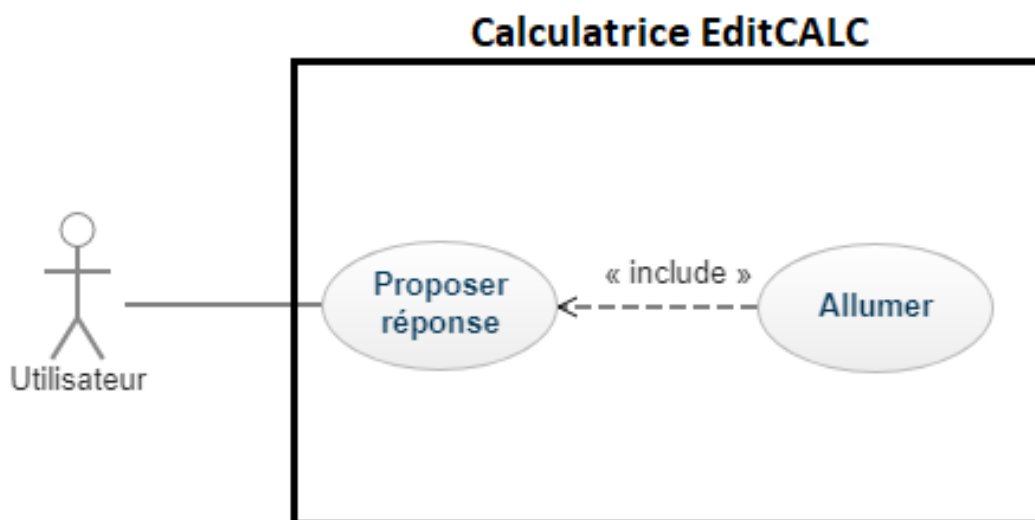 Calculatrice EditCALC
« include »
Proposer
réponse
Allumer
Utilisateur